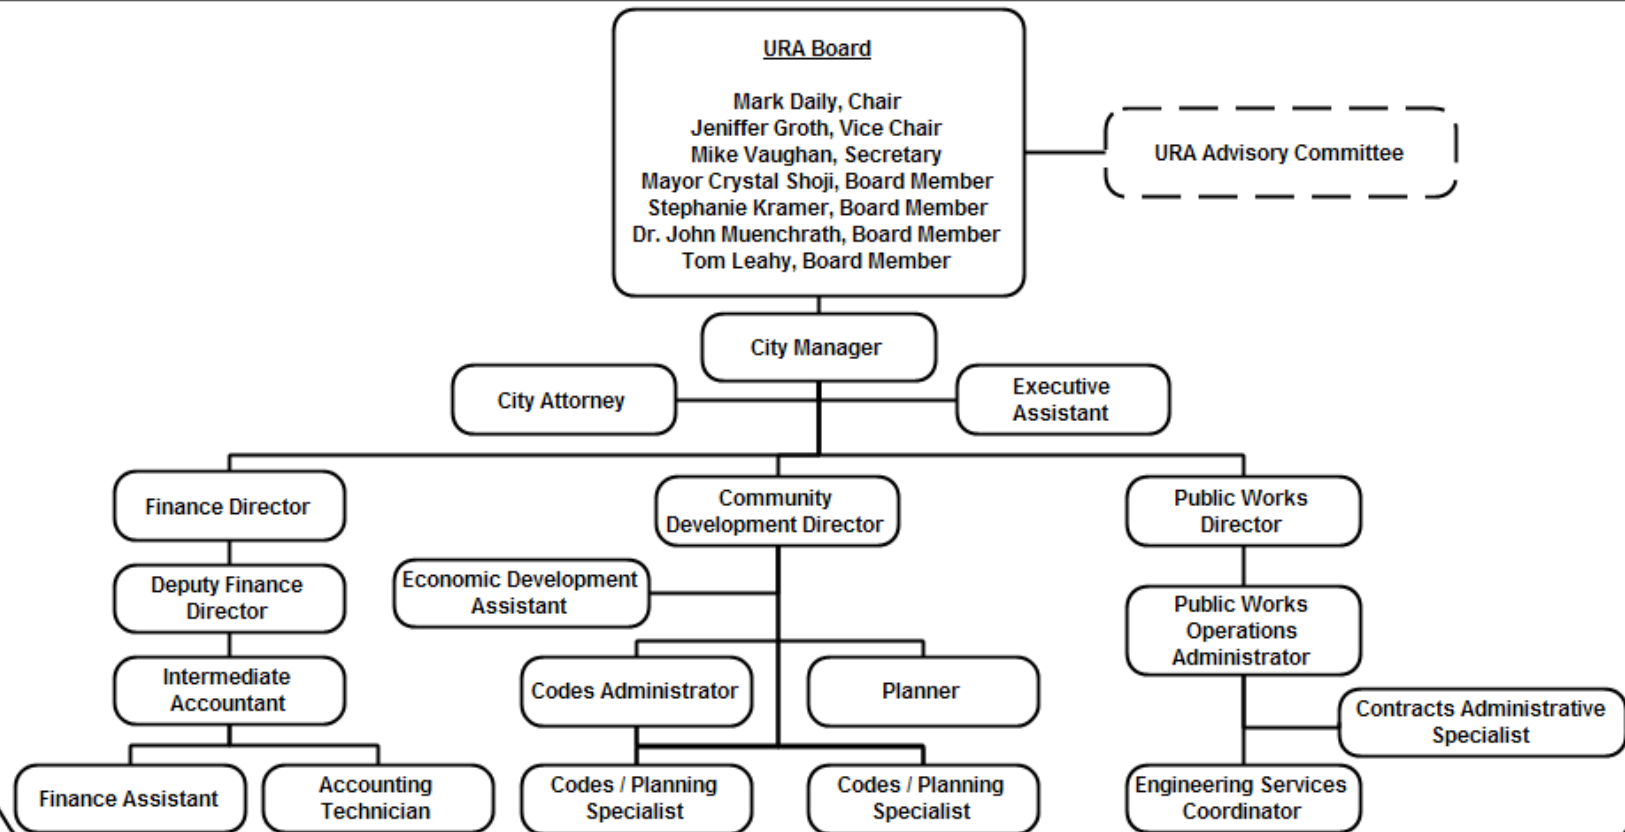 URA Board
Mark Daily, Chair
Jeniffer Groth, Vice Chair
Mike Vaughan, Secretary
Mayor Crystal Shoji, Board Member
Stephanie Kramer, Board Member
Dr. John Muenchrath, Board Member
Tom Leahy, Board Member
URA Advisory Committee
City Manager
City Attorney
Executive
Assistant
Finance Director
Community
Development Director
Public Works
Director
Deputy Finance
Director
Economic Development
Assistant
Public Works
Operations
Administrator
Intermediate
Accountant
Codes Administrator
Planner
Contracts Administrative
Specialist
Finance Assistant
Accounting
Technician
Codes / Planning
Specialist
Codes / Planning
Specialist
Engineering Services
Coordinator